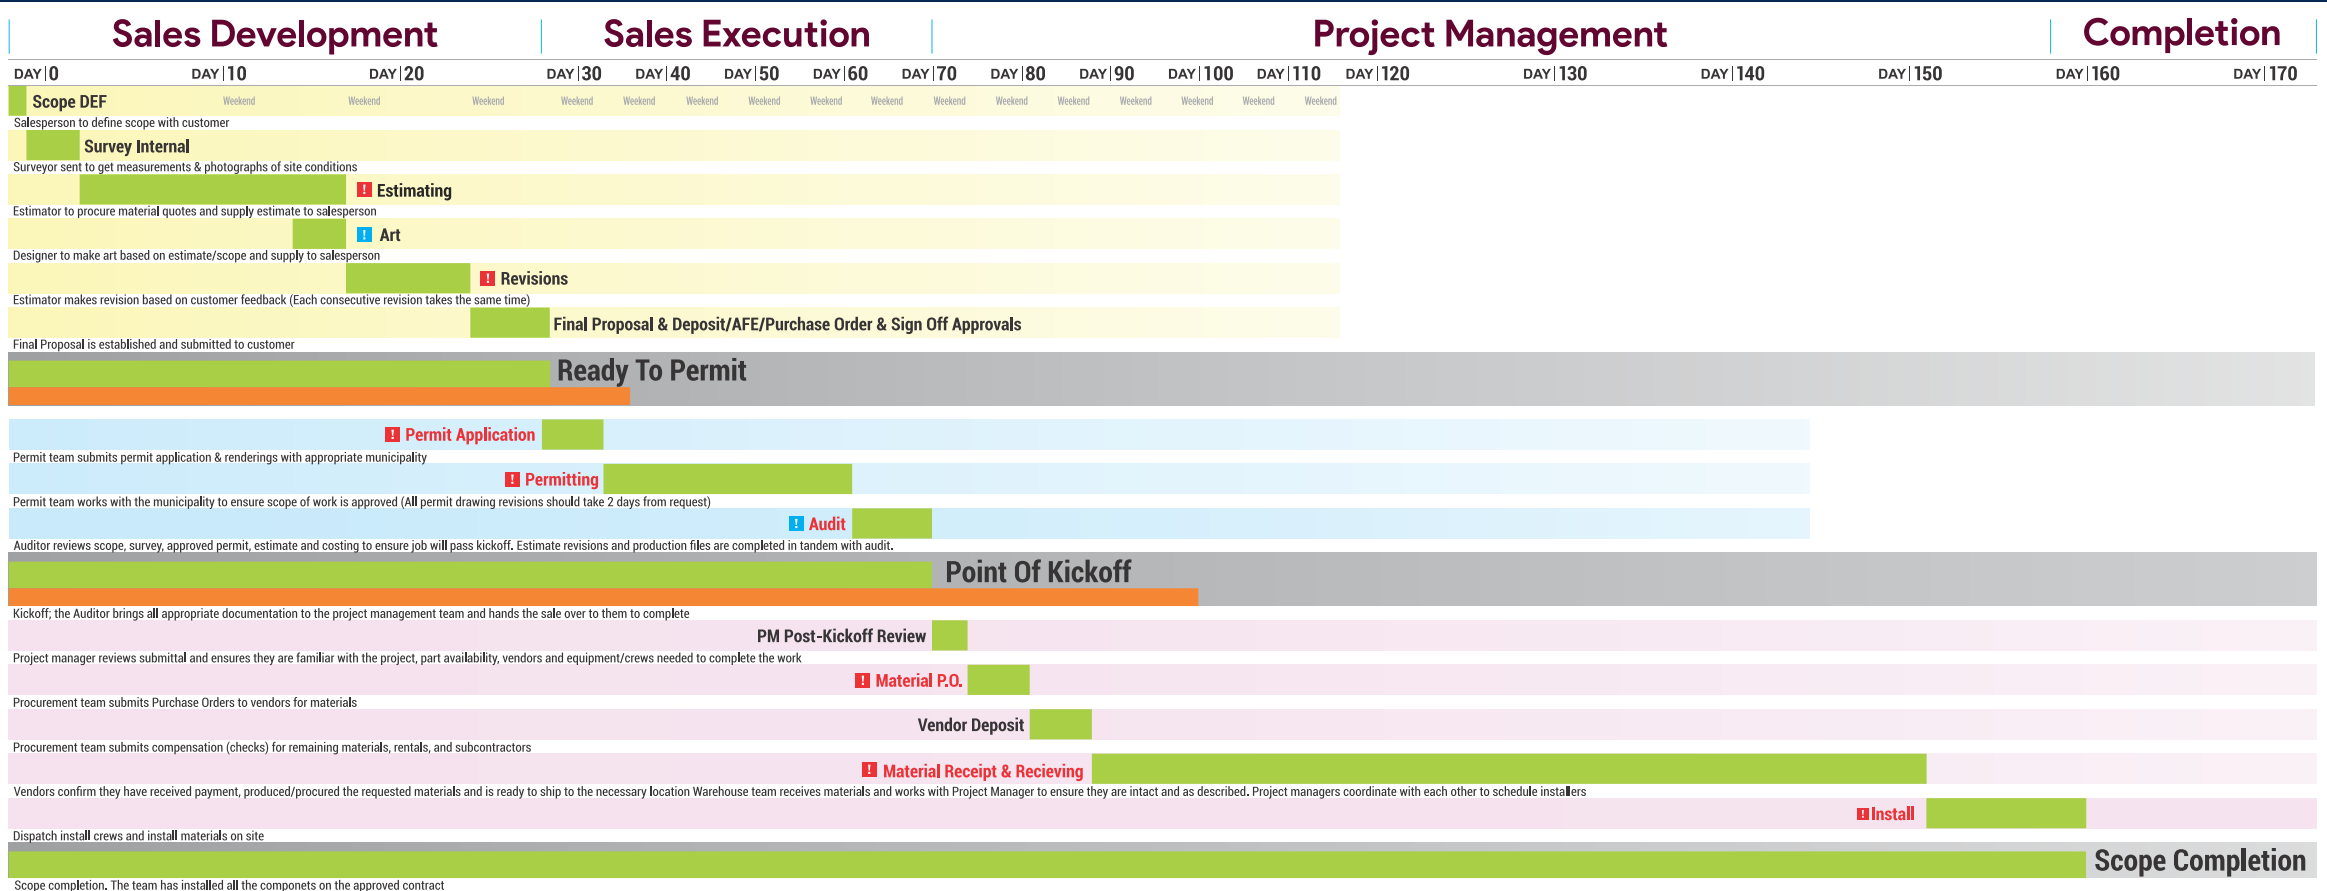 Sales Development Sales Execution Project Management Completion
DAY|0 DAY|10 DAY|20 DAY|30 DAY|40 DAY|50 DAY|60 DAY|70 DAY|80 DAY|90 DAY|100 DAY|110 DAY|120 DAY|130 DAY|140 DAY|150 DAY|160 DAY|170
Scope DEF Weekend Weekend Weekend Weekend Weekend Weekend Weekend Weekend Weekend Weekend Weekend Weekend Weekend Weekend Weekend Weekend
Salesperson to define scope with customer
Survey Internal
Surveyor sent to get measurements & photographs of site conditions
! Estimating
Estimator to procure material quotes and supply estimate to salesperson
! Art
Designer to make art based on estimate/scope and supply to salesperson
! Revisions
Estimator makes revision based on customer feedback (Each consecutive revision takes the same time)
Final Proposal & Deposit/AFE/Purchase Order & Sign Off Approvals
Final Proposal is established and submitted to customer
Ready To Permit
! Permit Application
Permit team submits permit application & renderings with appropriate municipality
! Permitting
Permit team works with the municipality to ensure scope of work is approved (All permit drawing revisions should take 2 days from request)
! Audit
Auditor reviews scope, survey, approved permit, estimate and costing to ensure job will pass kickoff. Estimate revisions and production files are completed in tandem with audit.
Point Of Kickoff
Kickoff; the Auditor brings all appropriate documentation to the project management team and hands the sale over to them to complete
PM Post-Kickoff Review
Project manager reviews submittal and ensures they are familiar with the project, part availability, vendors and equipment/crews needed to complete the work
! Material P.O.
Procurement team submits Purchase Orders to vendors for materials
Vendor Deposit
Procurement team submits compensation (checks) for remaining materials, rentals, and subcontractors
! Material Receipt & Recieving
Vendors confirm they have received payment, produced/procured the requested materials and is ready to ship to the necessary location Warehouse team receives materials and works with Project Manager to ensure they are intact and as described. Project managers coordinate with each other to schedule installers
! Install
Dispatch install crews and install materials on site
Scope Completion
Scope completion. The team has installed all the componets on the approved contract